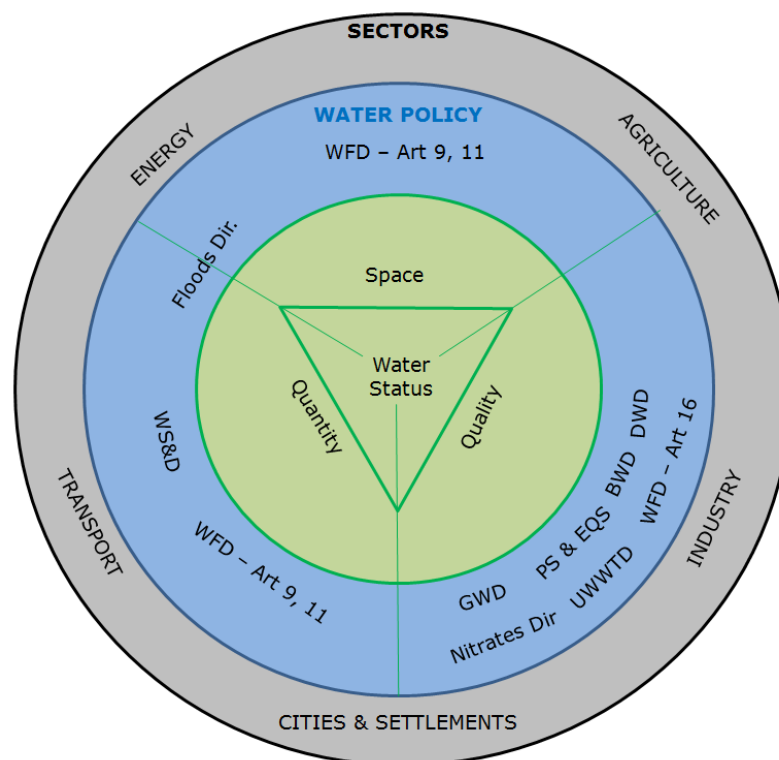 SECTORS
WATER POLICY
WFD – Art 9, 11
ENERGY
AGRICULTURE
Floods Dir.
Space
Water
Status
Quantity
Quality
WS&D
WFD – Art 9, 11
DWD
BWD
WFD – Art 16
PS & EQS
UWWTD
GWD
Nitrates Dir
TRANSPORT
INDUSTRY
CITIES & SETTLEMENTS